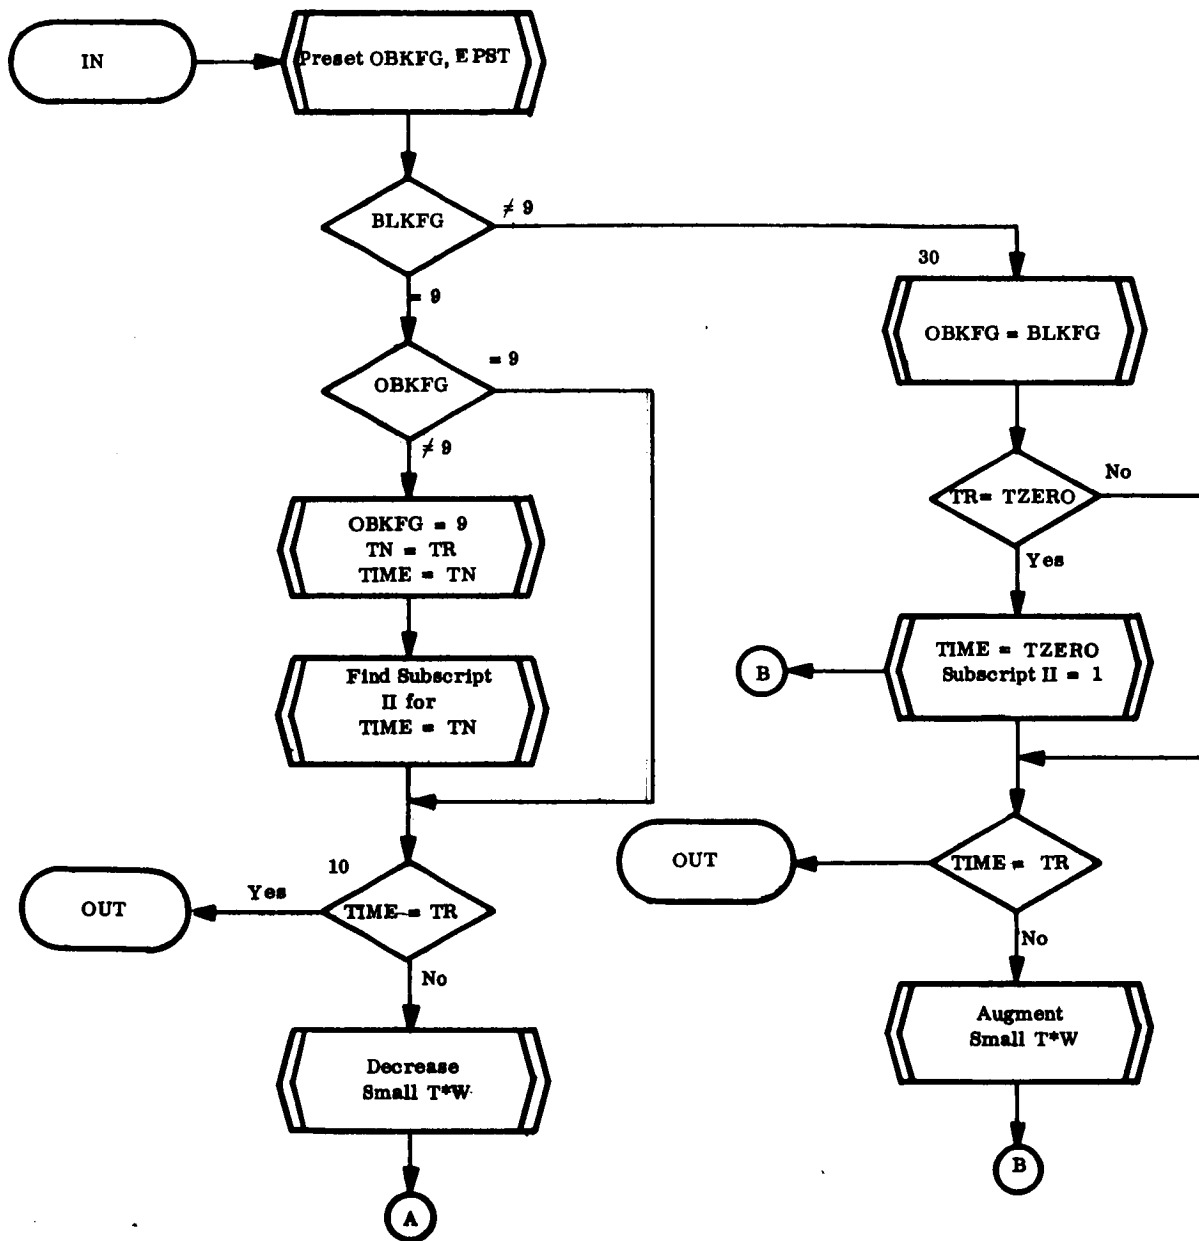 IN
Preset OBKFG, EPST
BLKFG
≠ 9
= 9
30
OBKFG = BLKFG
OBKFG
= 9
≠ 9
TR= TZERO
No
Yes
OBKFG = 9
TN = TR
TIME = TN
TIME = TZERO
Subscript II = 1
B
Find Subscript
II for
TIME = TN
10
TIME = TR
Yes
OUT
No
OUT
TIME = TR
No
Decrease
Small T*W
Augment
Small T*W
A
B